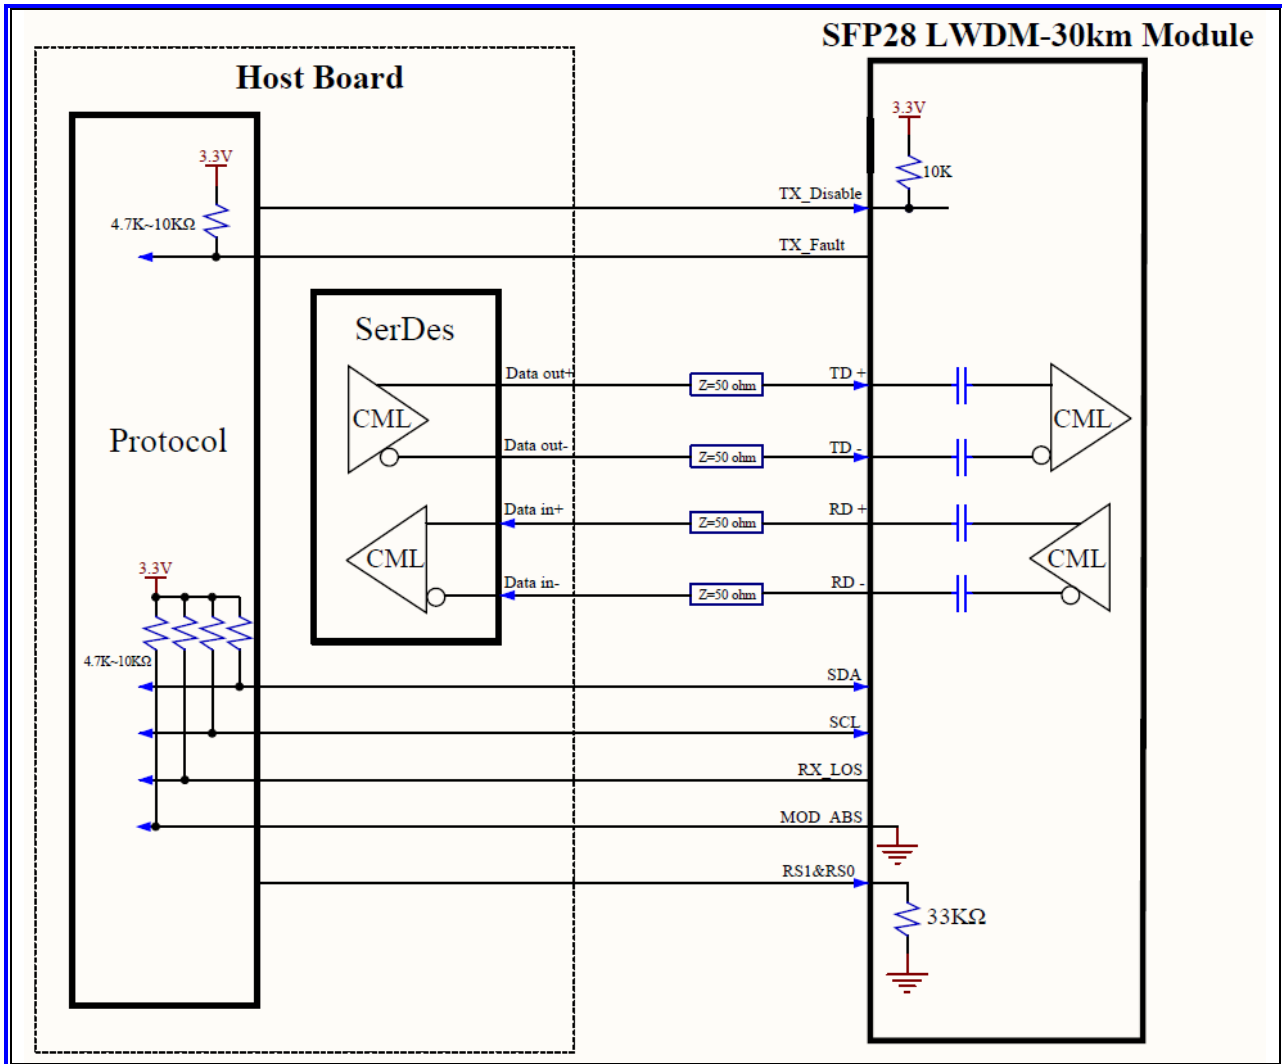 SFP28 LWDM-30km Module
Host Board
3.3V
10K
3.3V
4.7K~10KΩ
TX_Disable
TX_Fault
SerDes
Data out+
Z=50 ohm
TD +
CML
CML
Protocol
Data out-
Z=50 ohm
TD -
Data in+
Z=50 ohm
RD +
CML
CML
3.3V
Data in-
Z=50 ohm
RD -
4.7K~10KΩ
SDA
SCL
RX_LOS
MOD_ABS
RS1&RS0
33KΩ